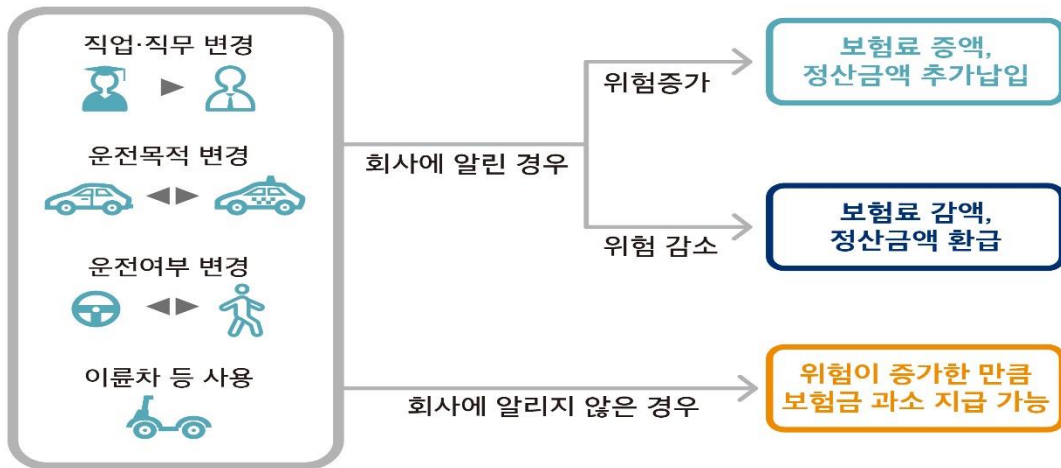 직업·직무 변경
운전목적 변경
운전여부 변경
이륜차 등 사용
회사에 알린 경우
위험증가
보험료 증액,
정산금액 추가납입
위험 감소
보험료 감액,
정산금액 환급
회사에 알리지 않은 경우
위험이 증가한 만큼
보험금 과소 지급 가능